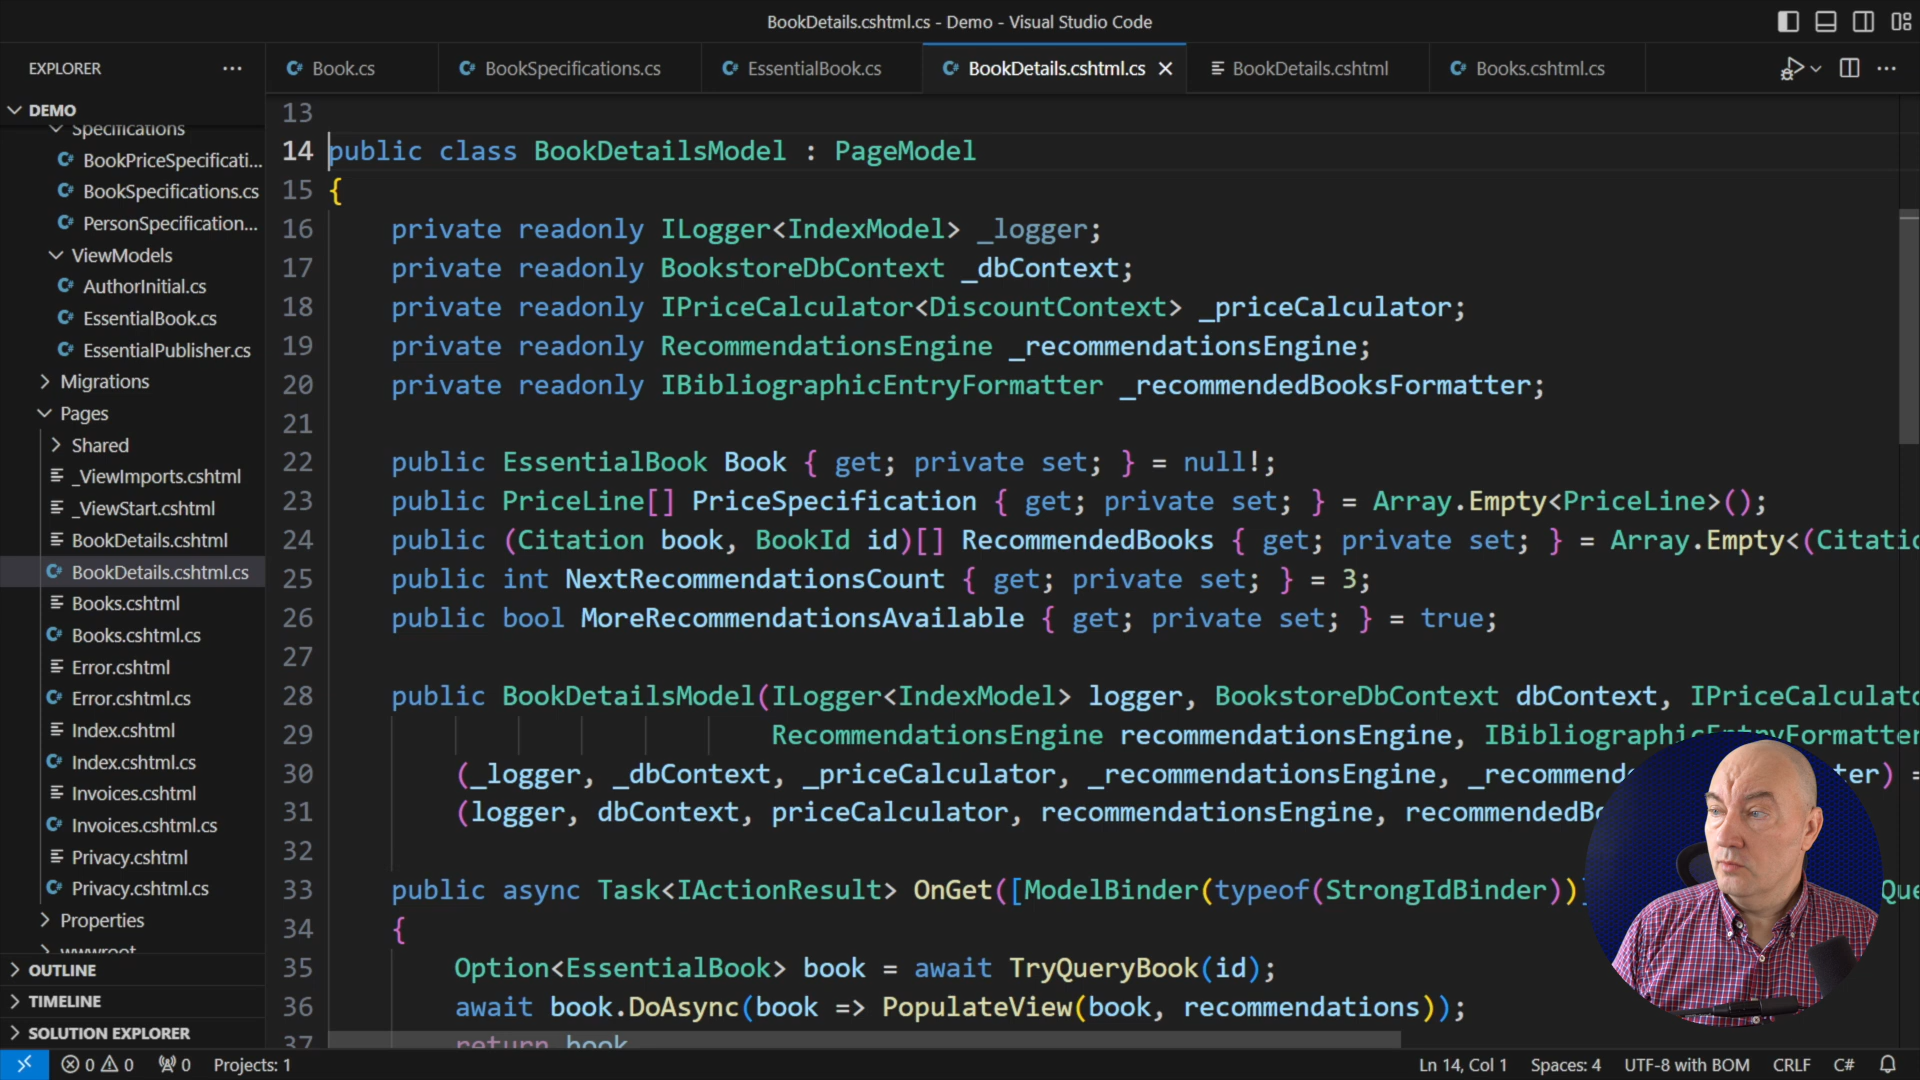 BookDetails.cshtml.cs - Demo - Visual Studio Code
EXPLORER
Book.cs
BookSpecifications.cs
EssentialBook.cs
BookDetails.cshtml.cs
BookDetails.cshtml
Books.cshtml.cs
DEMO
Specifications
BookPriceSpecificati...
BookSpecifications.cs
PersonSpecification...
ViewModels
AuthorInitial.cs
EssentialBook.cs
EssentialPublisher.cs
Migrations
Pages
Shared
_ViewImports.cshtml
_ViewStart.cshtml
BookDetails.cshtml
BookDetails.cshtml.cs
Books.cshtml
Books.cshtml.cs
Error.cshtml
Error.cshtml.cs
Index.cshtml
Index.cshtml.cs
Invoices.cshtml
Invoices.cshtml.cs
Privacy.cshtml
Privacy.cshtml.cs
Properties
wwwroot
OUTLINE
TIMELINE
SOLUTION EXPLORER
13
14 public class BookDetailsModel : PageModel
15 {
16 private readonly ILogger<IndexModel> _logger;
17 private readonly BookstoreDbContext _dbContext;
18 private readonly IPriceCalculator<DiscountContext> _priceCalculator;
19 private readonly RecommendationsEngine _recommendationsEngine;
20 private readonly IBibliographicEntryFormatter _recommendedBooksFormatter;
21
22 public EssentialBook Book { get; private set; } = null!;
23 public PriceLine[] PriceSpecification { get; private set; } = Array.Empty<PriceLine>();
24 public (Citation book, BookId id)[] RecommendedBooks { get; private set; } = Array.Empty<(Citatio
25 public int NextRecommendationsCount { get; private set; } = 3;
26 public bool MoreRecommendationsAvailable { get; private set; } = true;
27
28 public BookDetailsModel(ILogger<IndexModel> logger, BookstoreDbContext dbContext, IPriceCalculato
29 RecommendationsEngine recommendationsEngine, IBibliographicEntryFormatter
30 (_logger, _dbContext, _priceCalculator, _recommendationsEngine, _recommend ter) =
31 (logger, dbContext, priceCalculator, recommendationsEngine, recommendedBo
32
33 public async Task<IActionResult> OnGet([ModelBinder(typeof(StrongIdBinder))] Que
34 {
35 Option<EssentialBook> book = await TryQueryBook(id);
36 await book.DoAsync(book => PopulateView(book, recommendations));
37 return book
0 0 0 Projects: 1
Ln 14, Col 1 Spaces: 4 UTF-8 with BOM CRLF C#